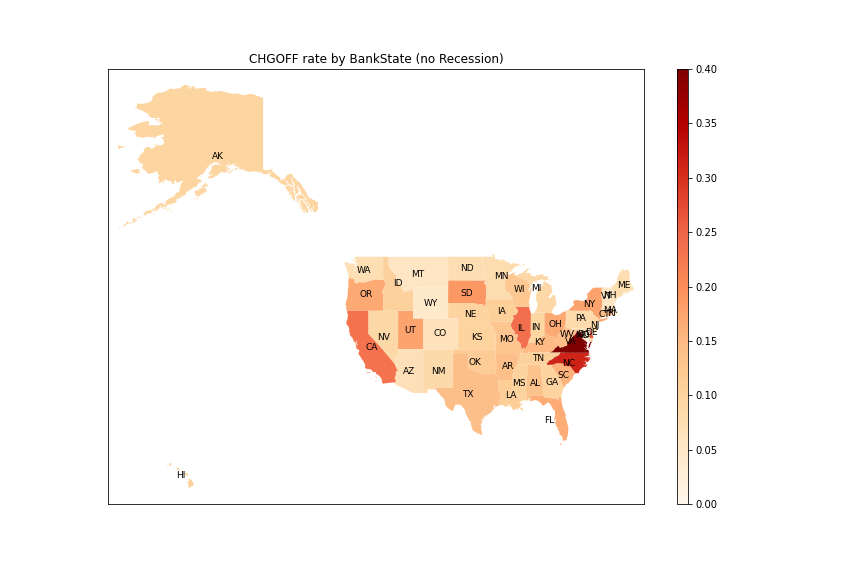 CHGOFF rate by BankState (no Recession)
AK
HI
WA
OR
CA
ID
NV
MT
WY
UT
AZ
CO
NM
ND
SD
NE
KS
OK
TX
MN
IA
MO
AR
LA
WI
IL
MI
IN
OH
KY
TN
MS
AL
GA
FL
SC
NC
WV
VA
PA
NY
NJ
DE
ME
VT
NH
MA
CT
0.40
0.35
0.30
0.25
0.20
0.15
0.10
0.05
0.00